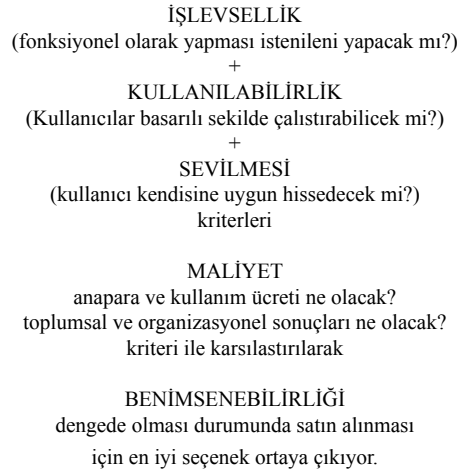 İŞLEVSELLİK
(fonksiyonel olarak yapması istenileni yapacak mı?)
+
KULLANILABİLİRLİK
(Kullanıcılar basarılı sekilde çalıstırabilicek mi?)
+
SEVİLMESİ
(kullanıcı kendisine uygun hissedecek mi?)
kriterleri
MALİYET
anapara ve kullanım ücreti ne olacak?
toplumsal ve organizasyonel sonuçları ne olacak?
kriteri ile karsılastırılarak
BENİMSENEBİLİRLİĞİ
dengede olması durumunda satın alınması
için en iyi seçenek ortaya çıkıyor.